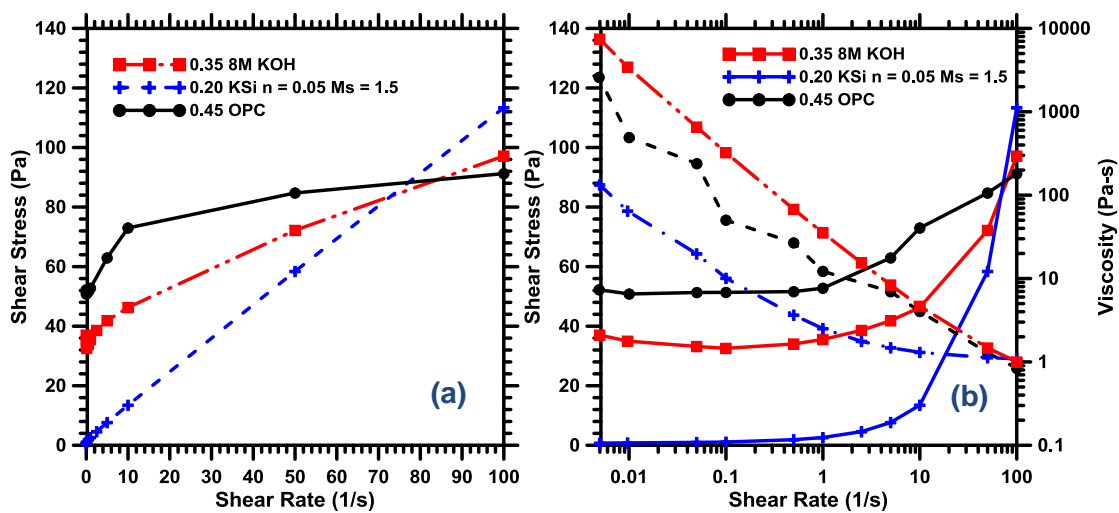 140
120
100
80
60
40
20
0
Shear Stress (Pa)
0.35 8M KOH
0.20 KSi n = 0.05 Ms = 1.5
0.45 OPC
(a)
0 10 20 30 40 50 60 70 80 90 100
Shear Rate (1/s)
140
120
100
80
60
40
20
0
Shear Stress (Pa)
0.35 8M KOH
0.20 KSi n = 0.05 Ms = 1.5
0.45 OPC
(b)
0.01 0.1 1 10 100
Shear Rate (1/s)
10000
1000
100
10
1
0.1
Viscosity (Pa-s)